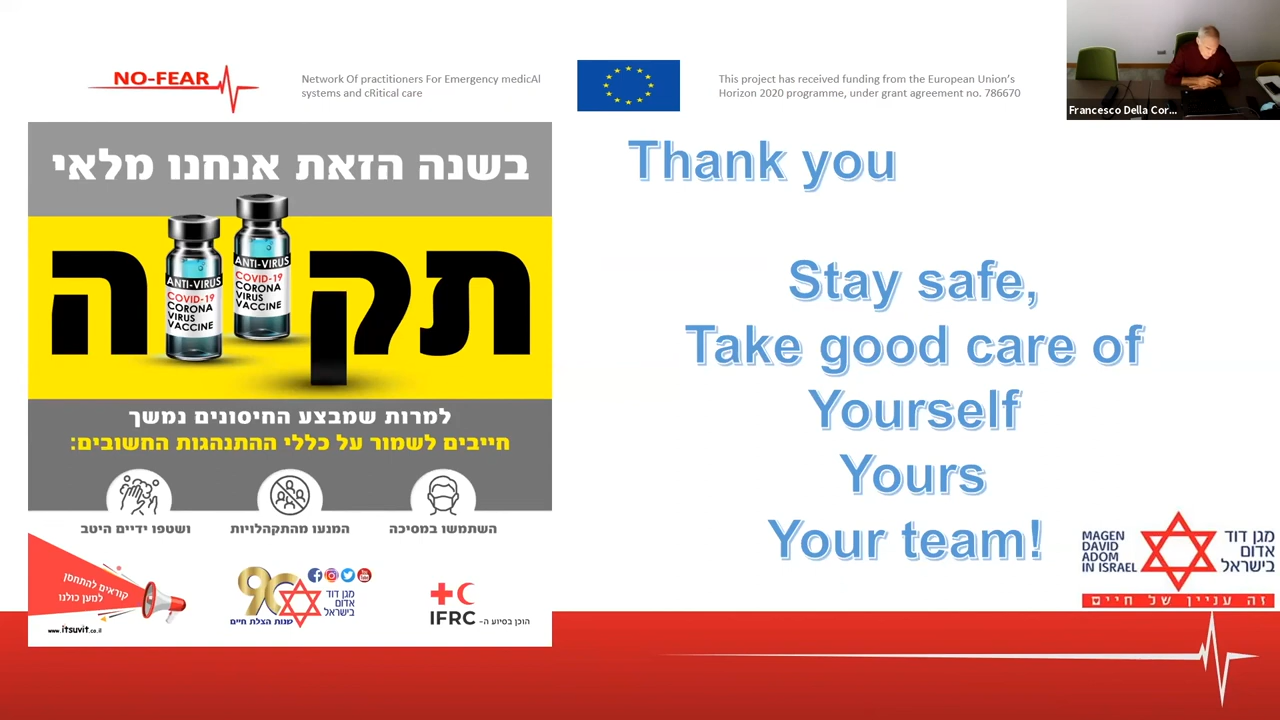 NO-FEAR
Network Of practitioners For Emergency medicAl
systems and cRitical care
This project has received funding from the European Union's
Horizon 2020 programme, under grant agreement no. 786670
Francesco Della Cor...
בשנה הזאת אנחנו מלאי
תק ה
ANTI-VIRUS
COVID-19
CORONA
VIRUS
VACCINE
ANTI-VIRUS
COVID-19
CORONA
VIRUS
VACCINE
למרות שמבצע החיסונים נמשך
חייבים לשמור על כללי ההתנהגות החשובים:
השתמשו במסיכה
המנעו מהתקהלויות
ושטפו ידיים היטב
קוראים להתחסן
למען כולנו
www.itsuvit.co.il
90
מגן דוד
אדום
בישראל
שנות הצלת חיים
IFRC
הוכן בסיוע ה-
Thank you
Stay safe,
Take good care of
Yourself
Yours
Your team!
MAGEN
DAVID
ADOM
IN ISRAEL
מגן דוד
אדום
בישראל
זה עניין של חיים